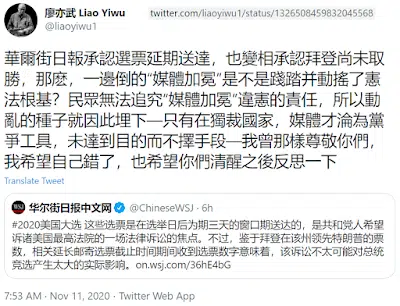 廖亦武 Liao Yiwu
@liaoyiwu1
twitter.com/liaoyiwu1/status/1326508459832045568
華爾街日報承認選票延期送達，也變相承認拜登尚未取
勝，那麽，一邊倒的“媒體加冕”是不是踐踏并動搖了憲
法根基？民眾無法追究“媒體加冕”違憲的責任，所以動
亂的種子就因此埋下—只有在獨裁國家，媒體才淪為黨
爭工具，未達到目的而不擇手段—我曾那樣尊敬你們，
我希望自己錯了，也希望你們清醒之後反思一下
Translate Tweet
华尔街日报中文网 @ChineseWSJ · 6h
#2020美国大选 这些选票是在选举日后为期三天的窗口期送达的，是共和党人希望
诉诸美国最高法院的一场法律诉讼的焦点。不过，鉴于拜登在该州领先特朗普的票
数，相关延长邮寄选票截止时间期间收到选票数字意味着，该诉讼不太可能对总统
竞选产生太大的实际影响。on.wsj.com/36hE4bG
7:53 AM · Nov 11, 2020 · Twitter Web App